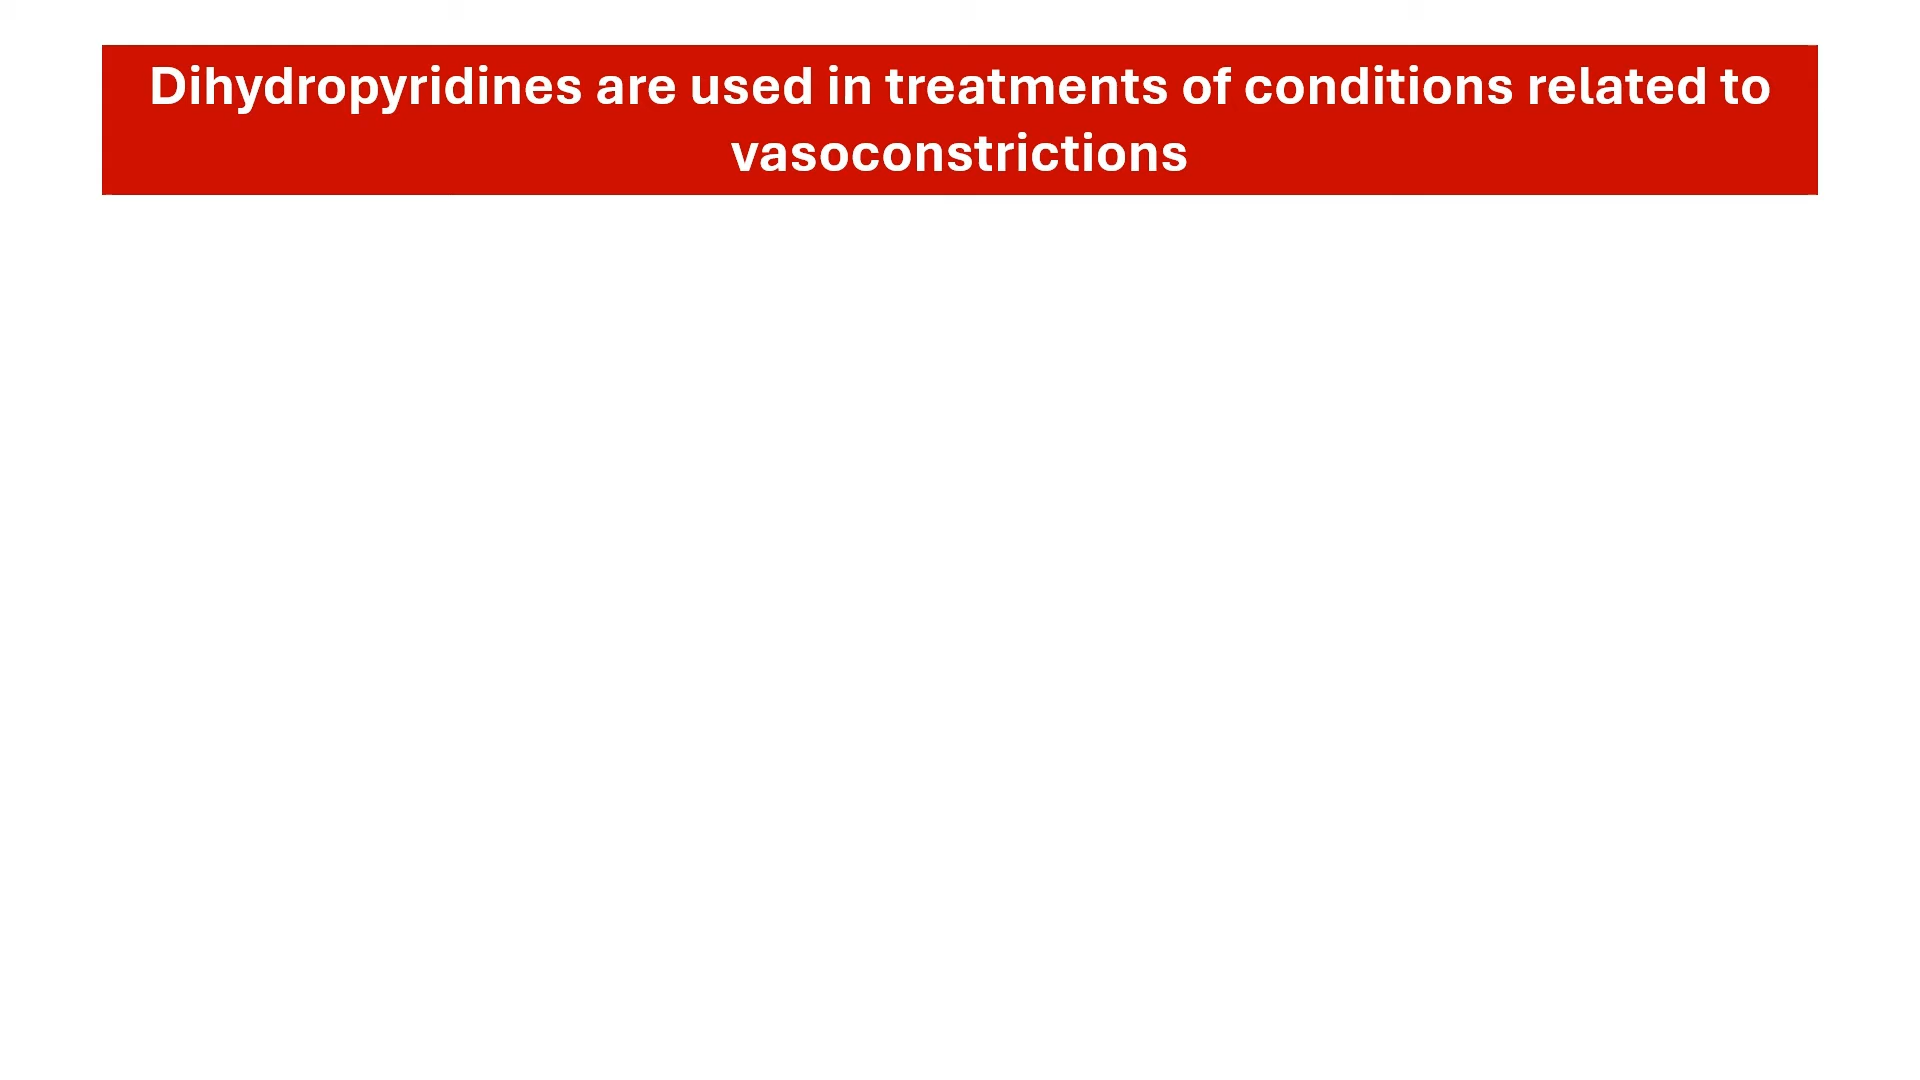 Dihydropyridines are used in treatments of conditions related to
vasoconstrictions